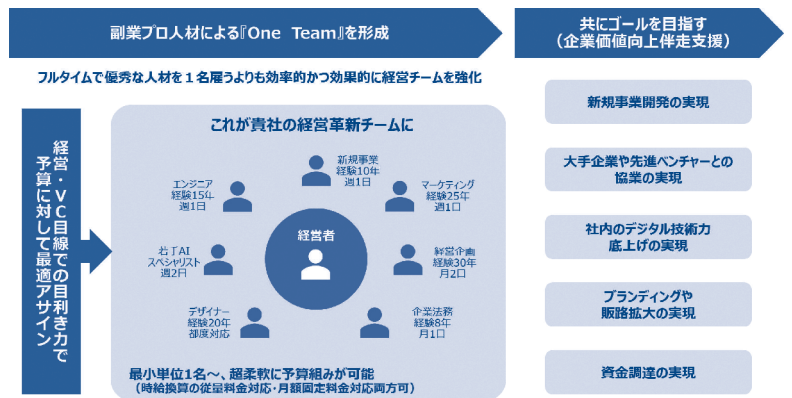 副業プロ人材による『One Team』を形成
共にゴールを目指す
（企業価値向上伴走支援）
フルタイムで優秀な人材を１名雇うよりも効率的かつ効果的に経営チームを強化
経営・VC目線での目利き力で
予算に対して最適アサイン
これが貴社の経営革新チームに
新規事業
経験10年
週1日
エンジニア
経験15年
週1日
マーケティング
経験25年
週1日
経営者
若手AI
スペシャリスト
週2日
経営企画
経験30年
月2日
デザイナー
経験20年
都度対応
企業法務
経験8年
月1日
最小単位1名～、超柔軟に予算組みが可能
（時給換算の従量料金対応・月額固定料金対応両方可）
新規事業開発の実現
大手企業や先進ベンチャーとの
協業の実現
社内のデジタル技術力
底上げの実現
ブランディングや
販路拡大の実現
資金調達の実現